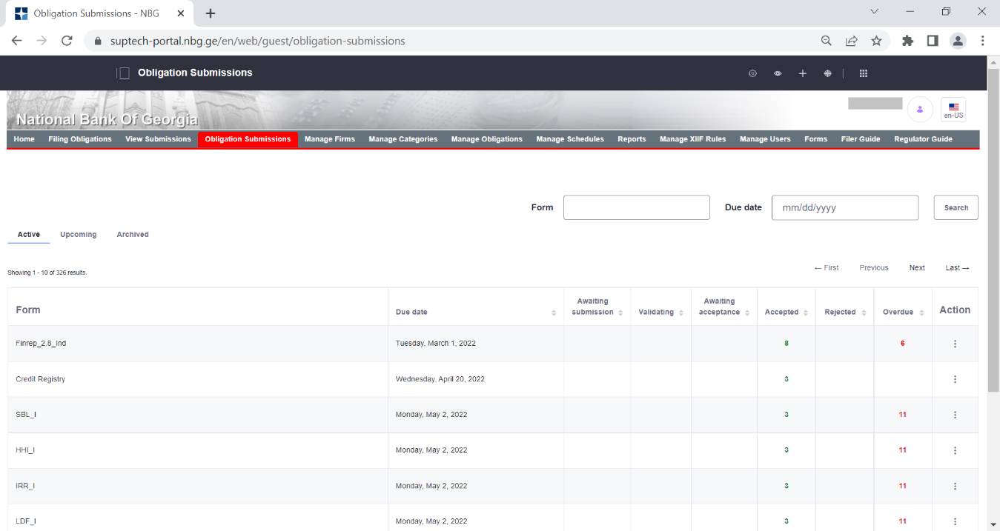 Obligation Submissions - NBG
suptech-portal.nbg.ge/en/web/guest/obligation-submissions
Obligation Submissions
National Bank Of Georgia
en-US
Home Filing Obligations View Submissions Obligation Submissions Manage Firms Manage Categories Manage Obligations Manage Schedules Reports Manage XIIF Rules Manage Users Forms Filer Guide Regulator Guide
Form Due date mm/dd/yyyy Search
Active Upcoming Archived
Showing 1 - 10 of 326 results.
← First Previous Next Last →
Form Due date Awaiting submission Validating Awaiting acceptance Accepted Rejected Overdue Action
Finrep_2.8_Ind Tuesday, March 1, 2022 8 6
Credit Registry Wednesday, April 20, 2022 3
SBL_I Monday, May 2, 2022 3 11
HHI_I Monday, May 2, 2022 3 11
IRR_I Monday, May 2, 2022 3 11
LDF_I Monday, May 2, 2022 3 11